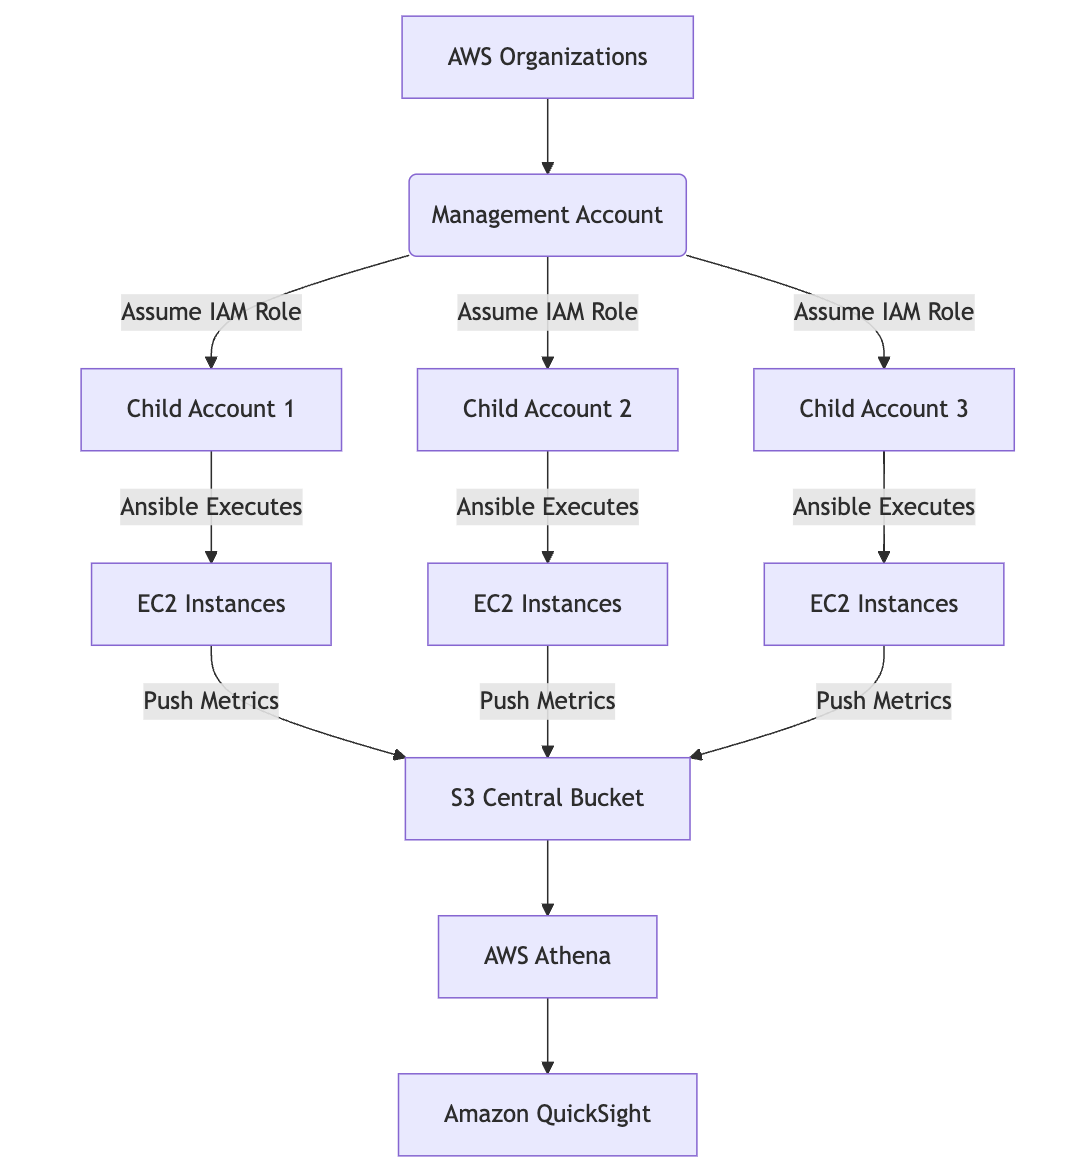 AWS Organizations
Management Account
Assume IAM Role
Assume IAM Role
Assume IAM Role
Child Account 1
Child Account 2
Child Account 3
Ansible Executes
Ansible Executes
Ansible Executes
EC2 Instances
EC2 Instances
EC2 Instances
Push Metrics
Push Metrics
Push Metrics
S3 Central Bucket
AWS Athena
Amazon QuickSight